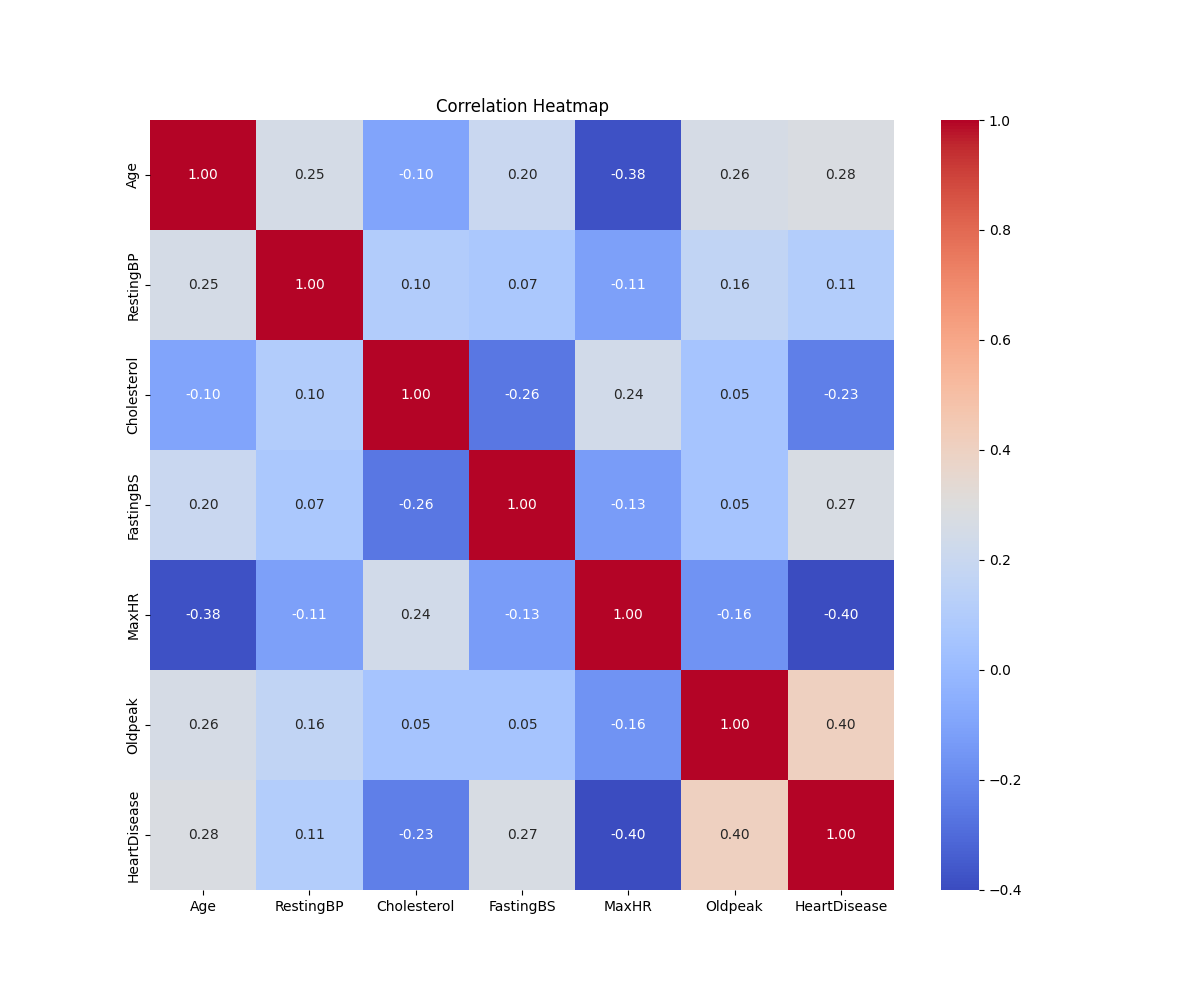 Correlation Heatmap
Age 1.00 0.25 -0.10 0.20 -0.38 0.26 0.28
RestingBP 0.25 1.00 0.10 0.07 -0.11 0.16 0.11
Cholesterol -0.10 0.10 1.00 -0.26 0.24 0.05 -0.23
FastingBS 0.20 0.07 -0.26 1.00 -0.13 0.05 0.27
MaxHR -0.38 -0.11 0.24 -0.13 1.00 -0.16 -0.40
Oldpeak 0.26 0.16 0.05 0.05 -0.16 1.00 0.40
HeartDisease 0.28 0.11 -0.23 0.27 -0.40 0.40 1.00
Age RestingBP Cholesterol FastingBS MaxHR Oldpeak HeartDisease
1.0
0.8
0.6
0.4
0.2
0.0
−0.2
−0.4